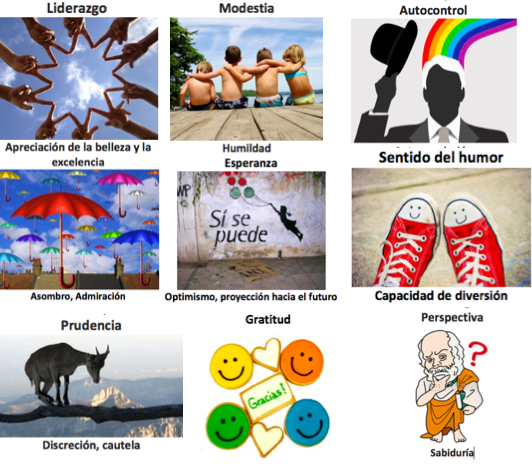 Liderazgo
Modestia
Autocontrol
Apreciación de la belleza y la
excelencia
Humildad
Esperanza
Sentido del humor
Sí se
puede
Asombro, Admiración
Optimismo, proyección hacia el futuro
Capacidad de diversión
Prudencia
Gratitud
Perspectiva
Gracias!
?
Discreción, cautela
Sabiduría